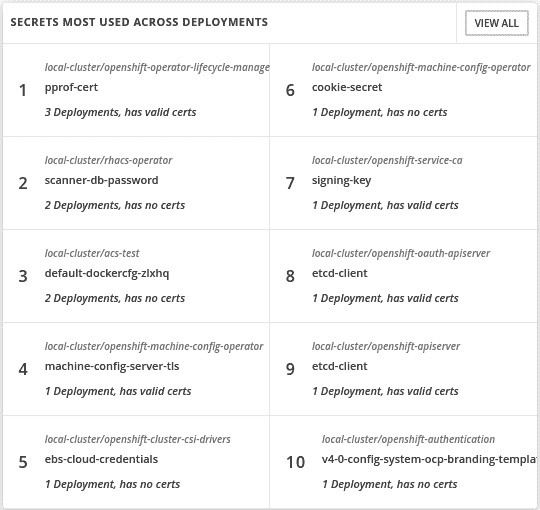 SECRETS MOST USED ACROSS DEPLOYMENTS
VIEW ALL
1
local-cluster/openshift-operator-lifecycle-manage
pprof-cert
3 Deployments, has valid certs
2
local-cluster/rhacs-operator
scanner-db-password
2 Deployments, has no certs
3
local-cluster/acs-test
default-dockercfg-zlxhq
2 Deployments, has no certs
4
local-cluster/openshift-machine-config-operator
machine-config-server-tls
1 Deployment, has valid certs
5
local-cluster/openshift-cluster-csi-drivers
ebs-cloud-credentials
1 Deployment, has no certs
6
local-cluster/openshift-machine-config-operator
cookie-secret
1 Deployment, has no certs
7
local-cluster/openshift-service-ca
signing-key
1 Deployment, has valid certs
8
local-cluster/openshift-oauth-apiserver
etcd-client
1 Deployment, has valid certs
9
local-cluster/openshift-apiserver
etcd-client
1 Deployment, has valid certs
10
local-cluster/openshift-authentication
v4-0-config-system-ocp-branding-templa
1 Deployment, has no certs